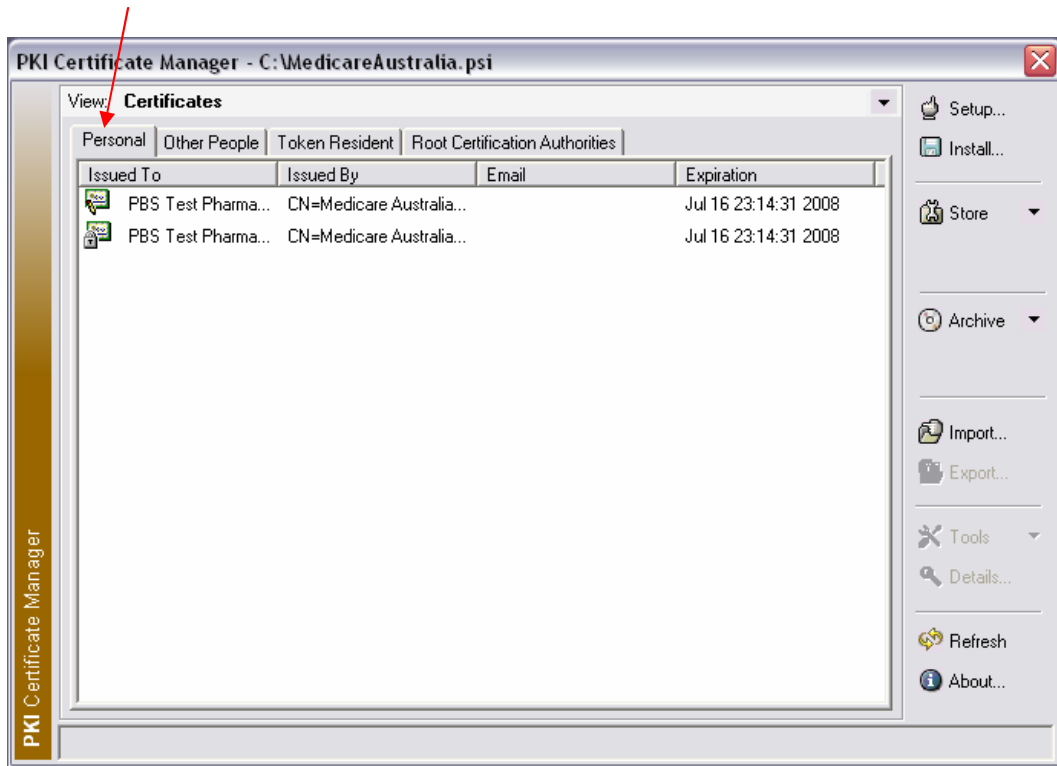 PKI Certificate Manager - C:\MedicareAustralia.psi
View: Certificates
Personal Other People Token Resident Root Certification Authorities
Issued To Issued By Email Expiration
PBS Test Pharma... CN=Medicare Australia... Jul 16 23:14:31 2008
PBS Test Pharma... CN=Medicare Australia... Jul 16 23:14:31 2008
Setup...
Install...
Store
Archive
Import...
Export...
Tools
Details...
Refresh
About...
PKI Certificate Manager